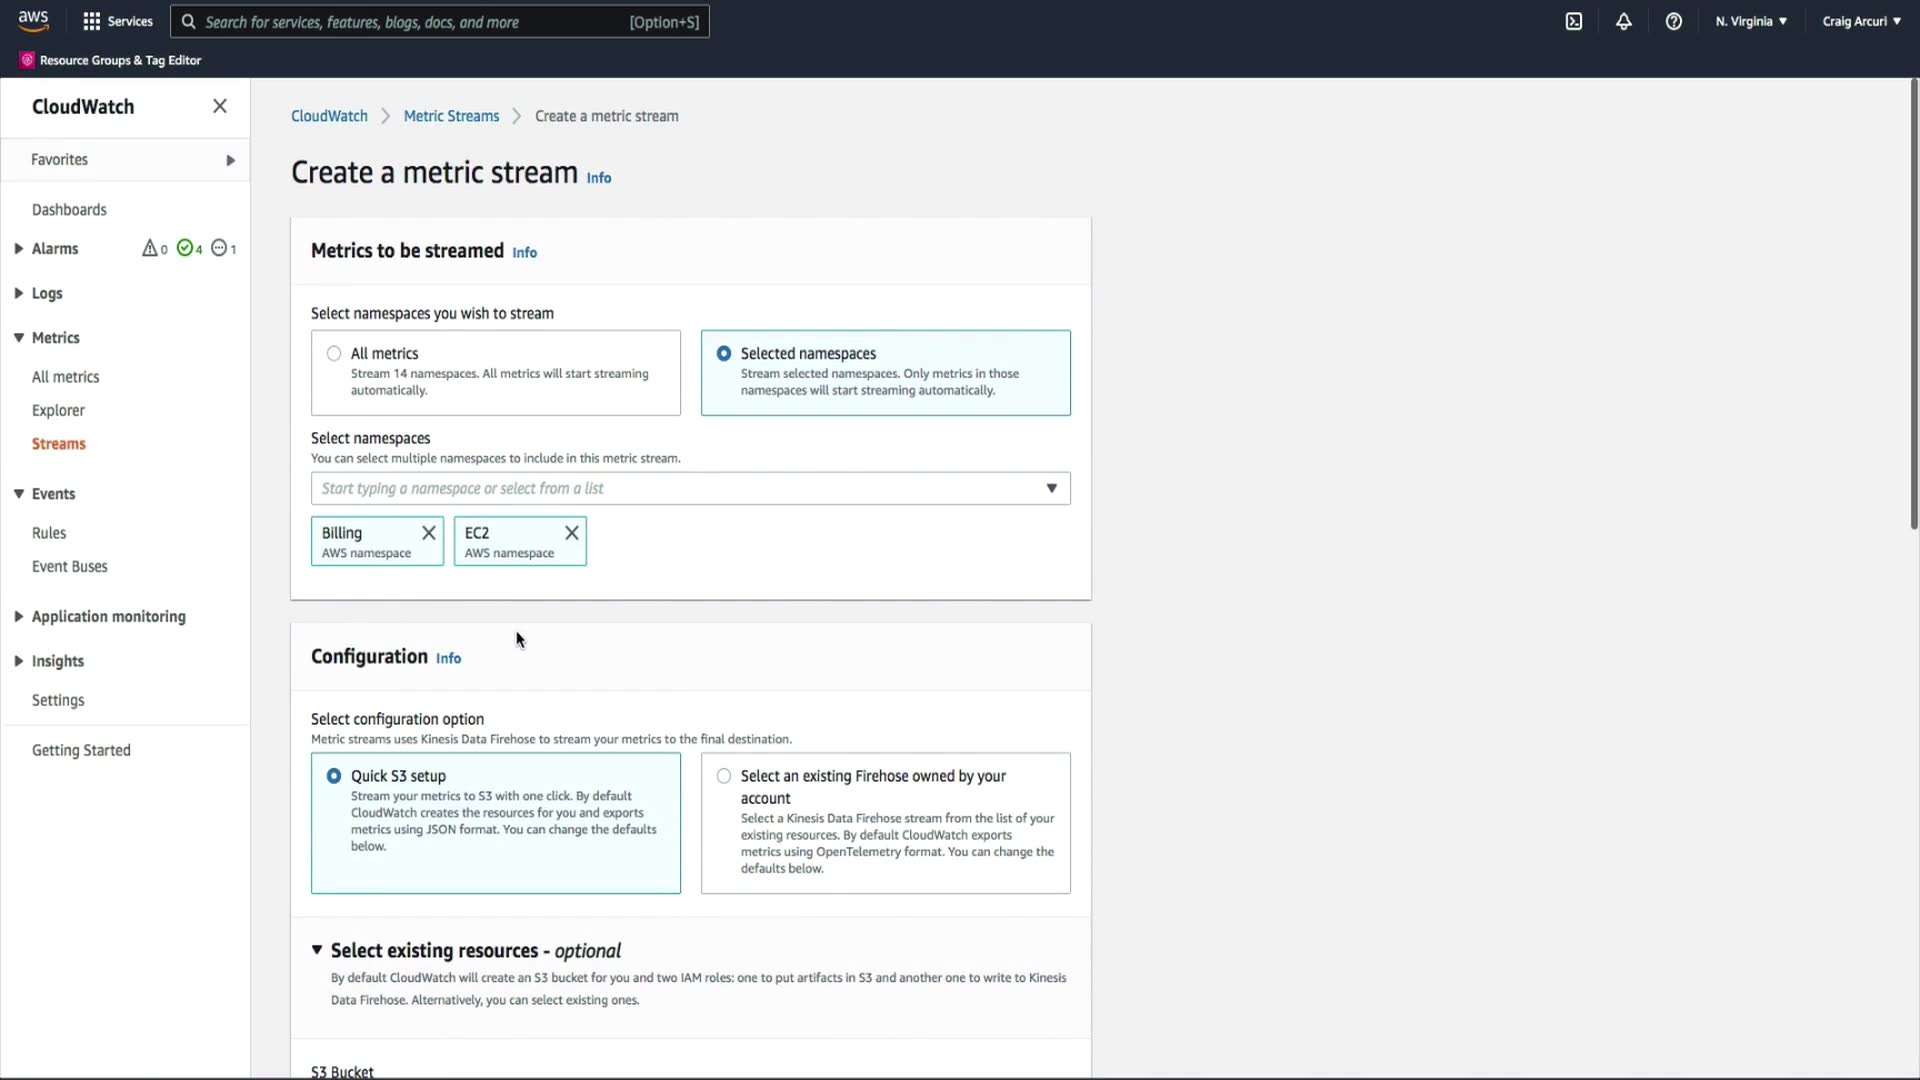 aws
Services
Search for services, features, blogs, docs, and more
[Option+S]
N. Virginia
Craig Arcuri
Resource Groups & Tag Editor
CloudWatch
Favorites
Dashboards
Alarms
0
4
1
Logs
Metrics
All metrics
Explorer
Streams
Events
Rules
Event Buses
Application monitoring
Insights
Settings
Getting Started
CloudWatch
Metric Streams
Create a metric stream
Create a metric stream Info
Metrics to be streamed Info
Select namespaces you wish to stream
All metrics
Stream 14 namespaces. All metrics will start streaming
automatically.
Selected namespaces
Stream selected namespaces. Only metrics in those
namespaces will start streaming automatically.
Select namespaces
You can select multiple namespaces to include in this metric stream.
Start typing a namespace or select from a list
Billing
AWS namespace
EC2
AWS namespace
Configuration Info
Select configuration option
Metric streams uses Kinesis Data Firehose to stream your metrics to the final destination.
Quick S3 setup
Stream your metrics to S3 with one click. By default
CloudWatch creates the resources for you and exports
metrics using JSON format. You can change the defaults
below.
Select an existing Firehose owned by your
account
Select a Kinesis Data Firehose stream from the list of your
existing resources. By default CloudWatch exports
metrics using OpenTelemetry format. You can change the
defaults below.
Select existing resources - optional
By default CloudWatch will create an S3 bucket for you and two IAM roles: one to put artifacts in S3 and another one to write to Kinesis
Data Firehose. Alternatively, you can select existing ones.
S3 Bucket